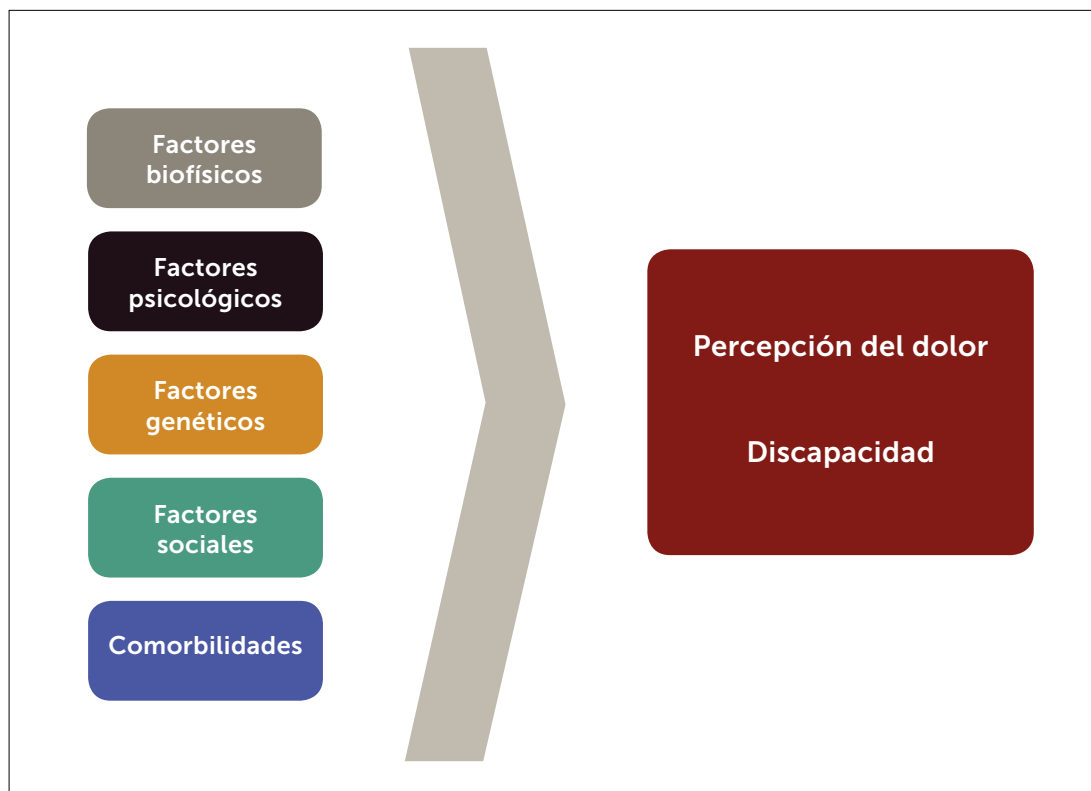 Factores
biofísicos
Factores
psicológicos
Factores
genéticos
Factores
sociales
Comorbilidades
Percepción del dolor
Discapacidad